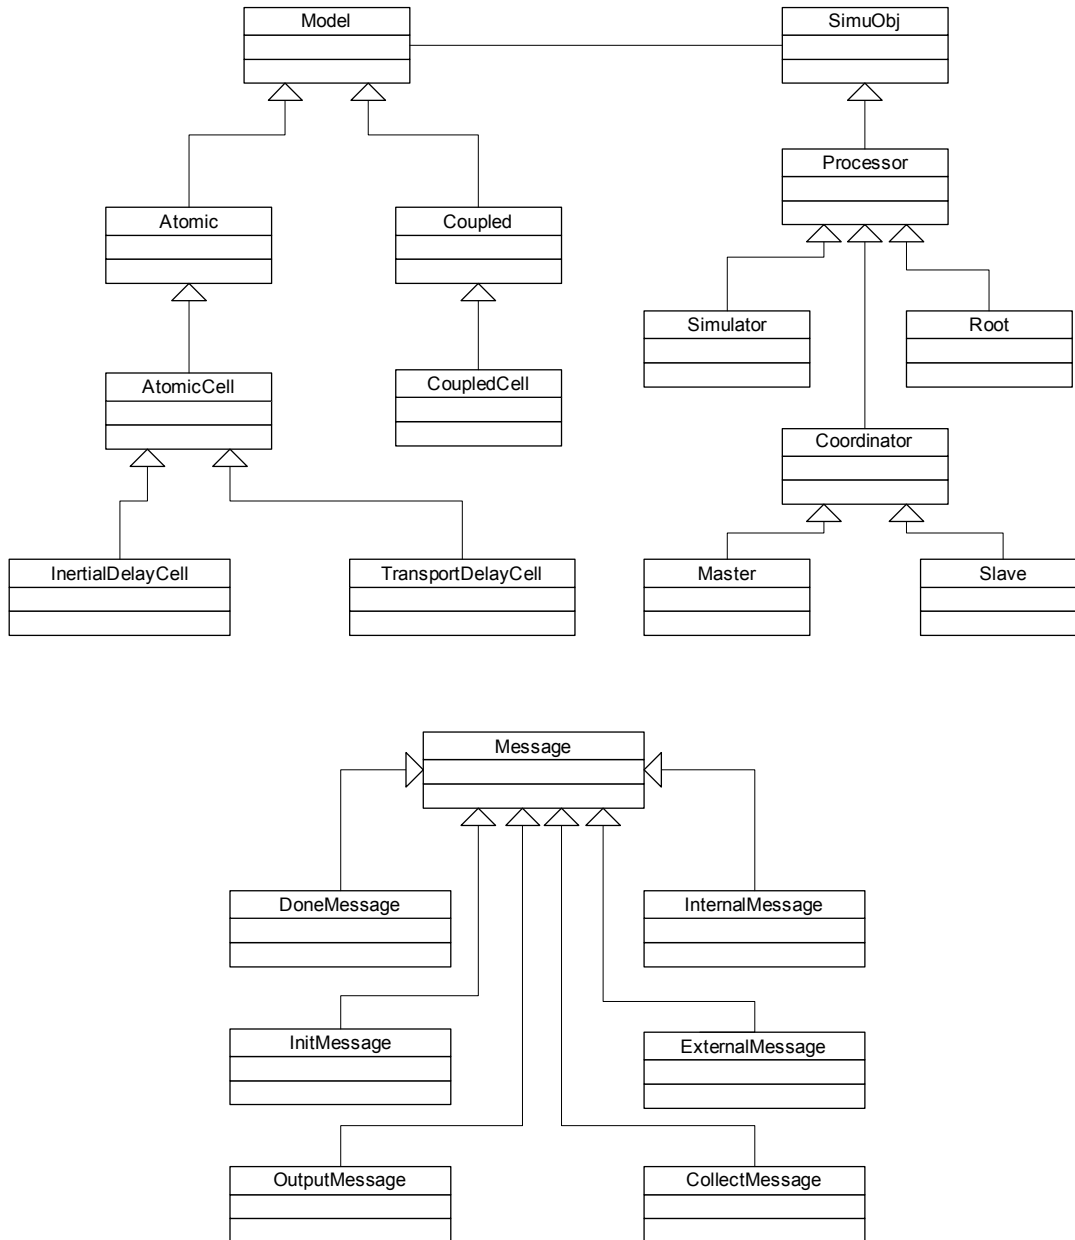 Model
SimuObj
Processor
Atomic
Coupled
Simulator
Root
AtomicCell
CoupledCell
Coordinator
InertialDelayCell
TransportDelayCell
Master
Slave
Message
DoneMessage
InternalMessage
InitMessage
ExternalMessage
OutputMessage
CollectMessage